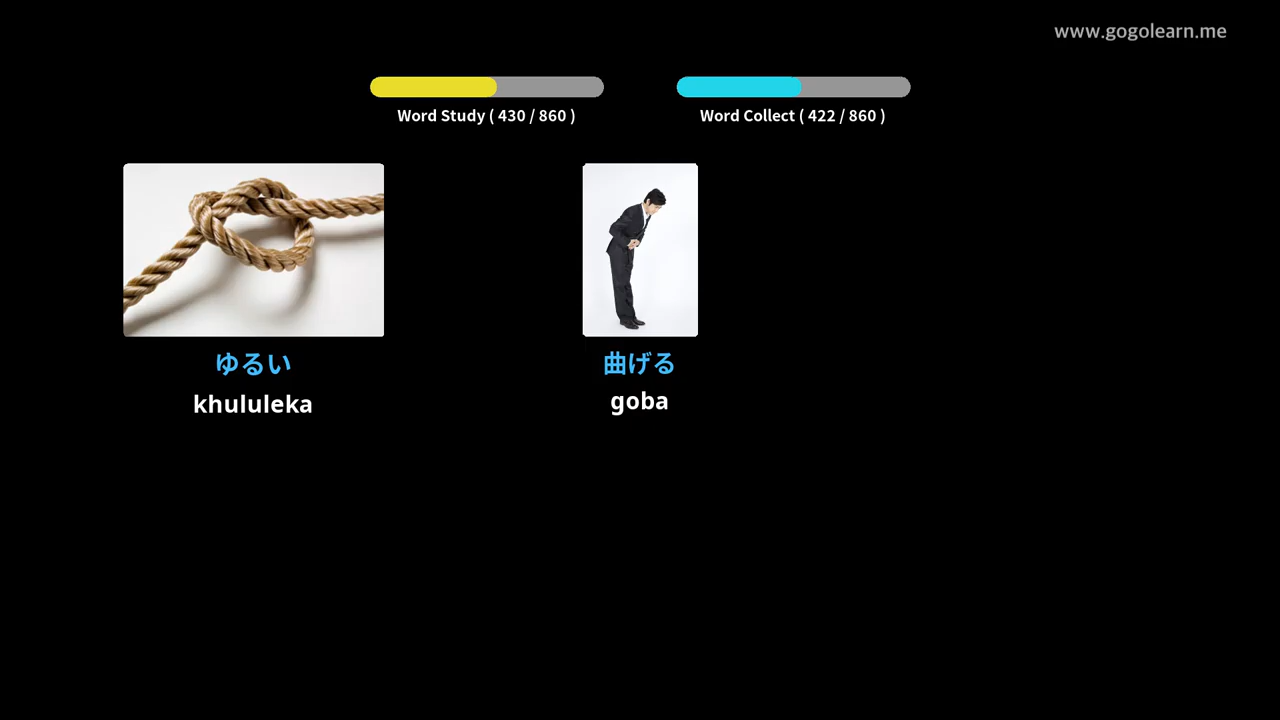 www.gogolearn.me
Word Study ( 430 / 860 )
Word Collect ( 422 / 860 )
ゆるい
khululeka
曲げる
goba